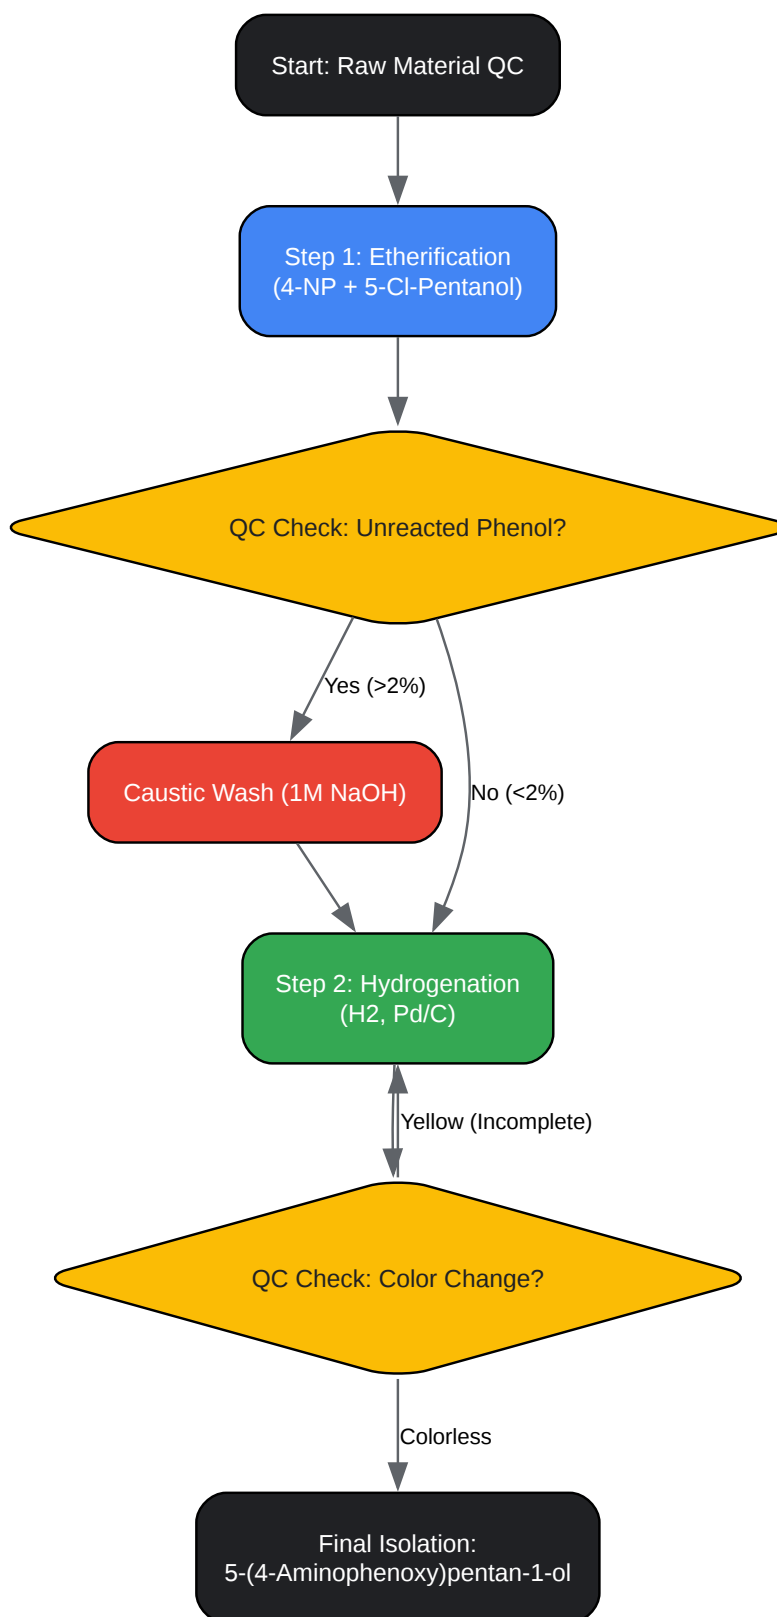 Start: Raw Material QC
Step 1: Etherification
(4-NP + 5-Cl-Pentanol)
QC Check: Unreacted Phenol?
Yes (>2%)
Caustic Wash (1M NaOH)
No (<2%)
Step 2: Hydrogenation
(H2, Pd/C)
Yellow (Incomplete)
QC Check: Color Change?
Colorless
Final Isolation:
5-(4-Aminophenoxy)pentan-1-ol